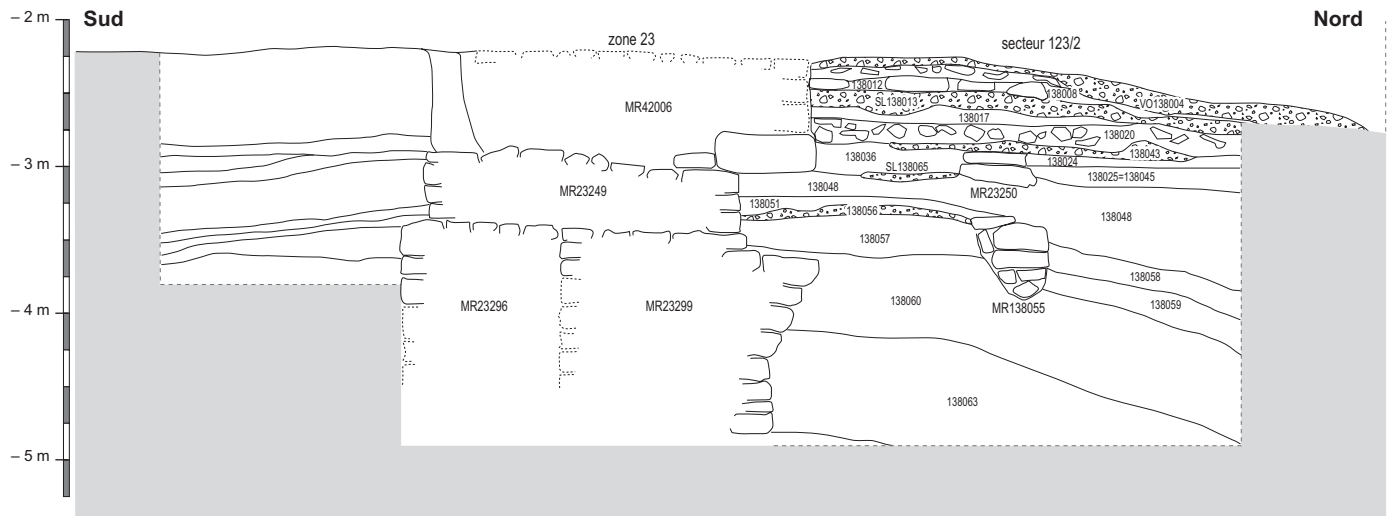 – 2 m
Sud
Nord
zone 23
secteur 123/2
138012
138008
MR42006
SL138013
VO138004
138017
138020
– 3 m
138036
138043
138024
SL138065
138025=138045
MR23249
138048
MR23250
138051
138056
138048
138057
– 4 m
138058
MR23296
MR23299
138060
MR138055
138059
138063
– 5 m